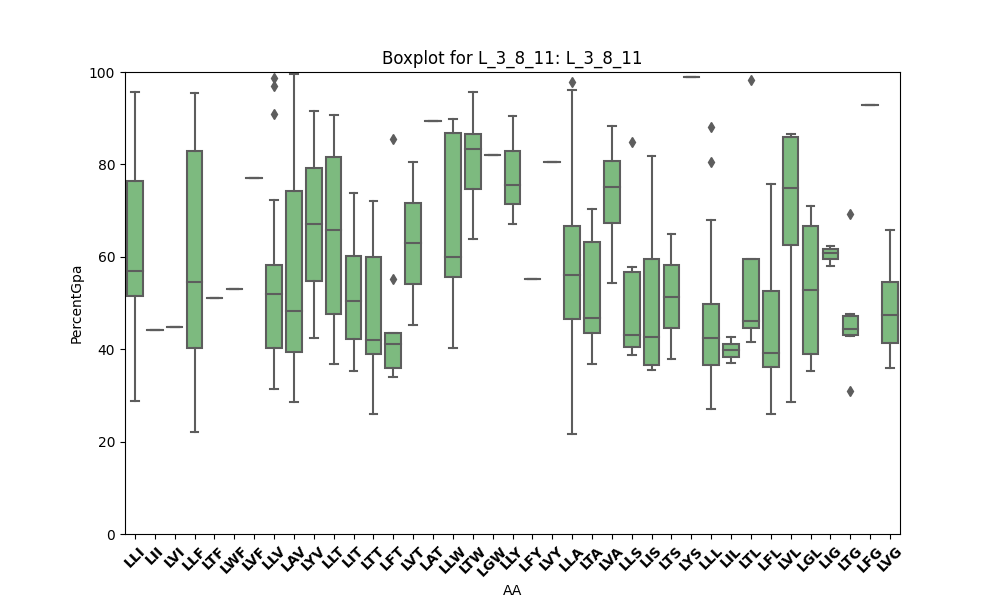 Boxplot for L_3_8_11: L_3_8_11
100
80
60
40
20
0
PercentGpa
LLI LII LVI LLF LTF LWF LVF LLV LAV LYV LLT LIT LTT LFT LVT LAT LLW LTW LGW LLY LFY LVY LLA LTA LVA LLS LIS LTS LYS LLL LIL LTL LFL LVL LGL LIG LTG LFG LVG
AA